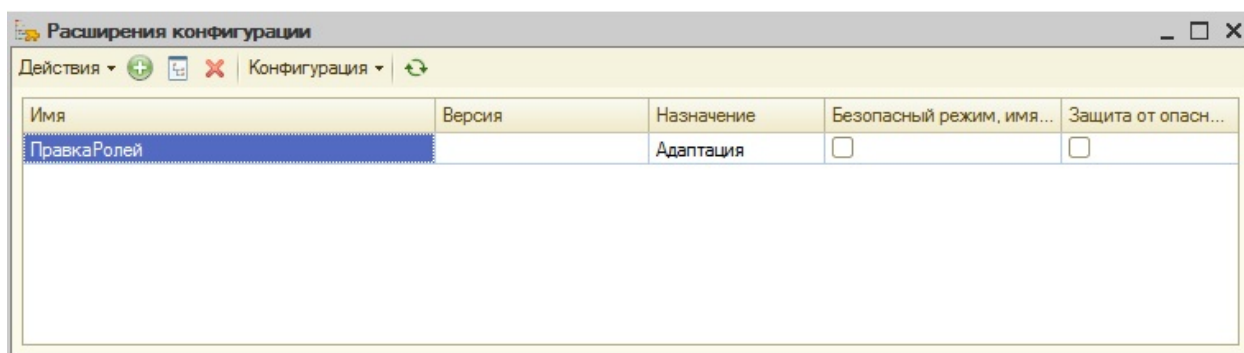 Расширения конфигурации
Действия Конфигурация
Имя Версия Назначение Безопасный режим, имя... Защита от опасн...
ПравкаРолей Адаптация